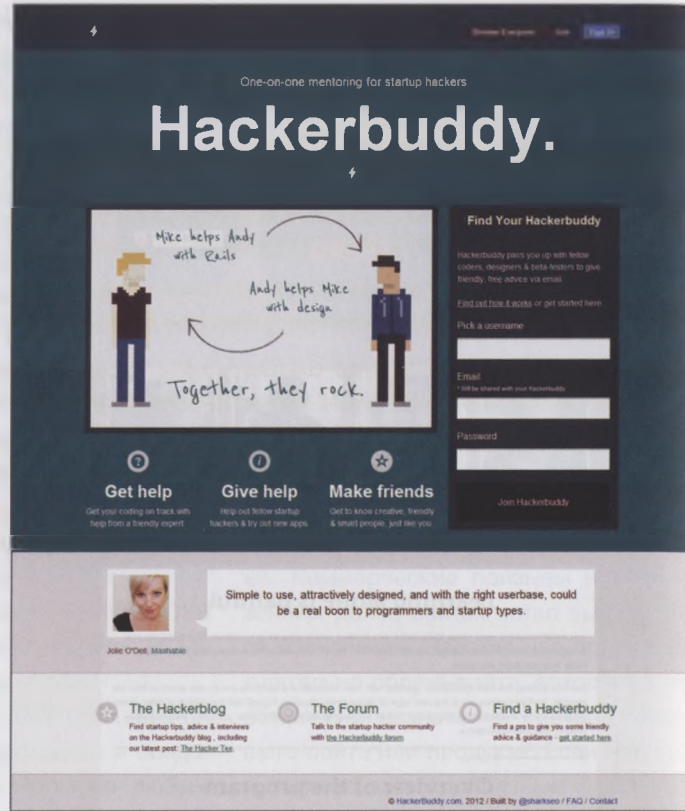 One-on-one mentoring for startup hackers
Hackerbuddy.
Mike helps Andy
with Rails
Andy helps Mike
with design
Together, they rock.
Find Your Hackerbuddy
Hackerbuddy pairs you up with fellow
coders, designers & beta-testers to give
friendly, free advice via email.
Find out how it works or get started here
Pick a username
Email
* Will be shared with your Hackerbuddy
Password
Join Hackerbuddy
Get help
Get your coding on track with
help from a friendly expert
Give help
Help out fellow startup
hackers & try out new apps
Make friends
Get to know creative, friendly
& smart people, just like you
Simple to use, attractively designed, and with the right userbase, could
be a real boon to programmers and startup types.
Jolie O'Dell, Mashable
The Hackerblog
Find startup tips, advice & interviews
on the Hackerbuddy blog , including
our latest post: The Hacker Tee.
The Forum
Talk to the startup hacker community
with the Hackerbuddy forum
Find a Hackerbuddy
Find a pro to give you some friendly
advice & guidance - get started here.
© HackerBuddy.com, 2012 / Built by @sharkseo / FAQ / Contact